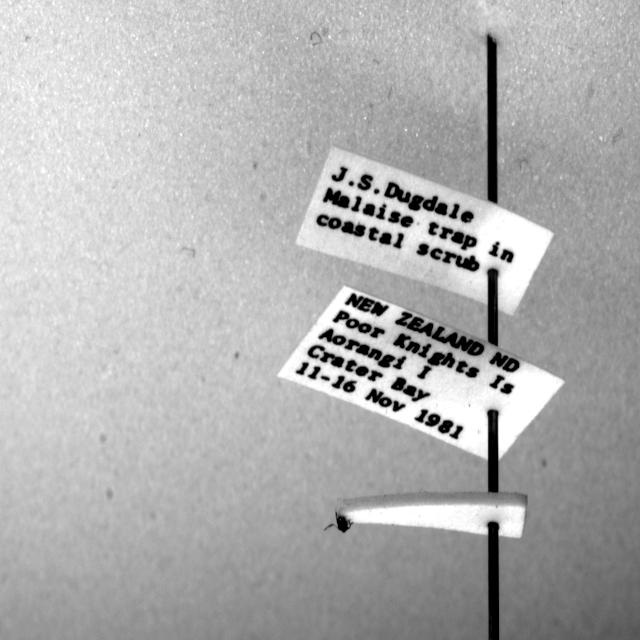 J.S.Dugdale
Malaise trap in
coastal scrub
NEW ZEALAND ND
Poor Knights Is
Aorangi I
Crater Bay
11-16 Nov 1981